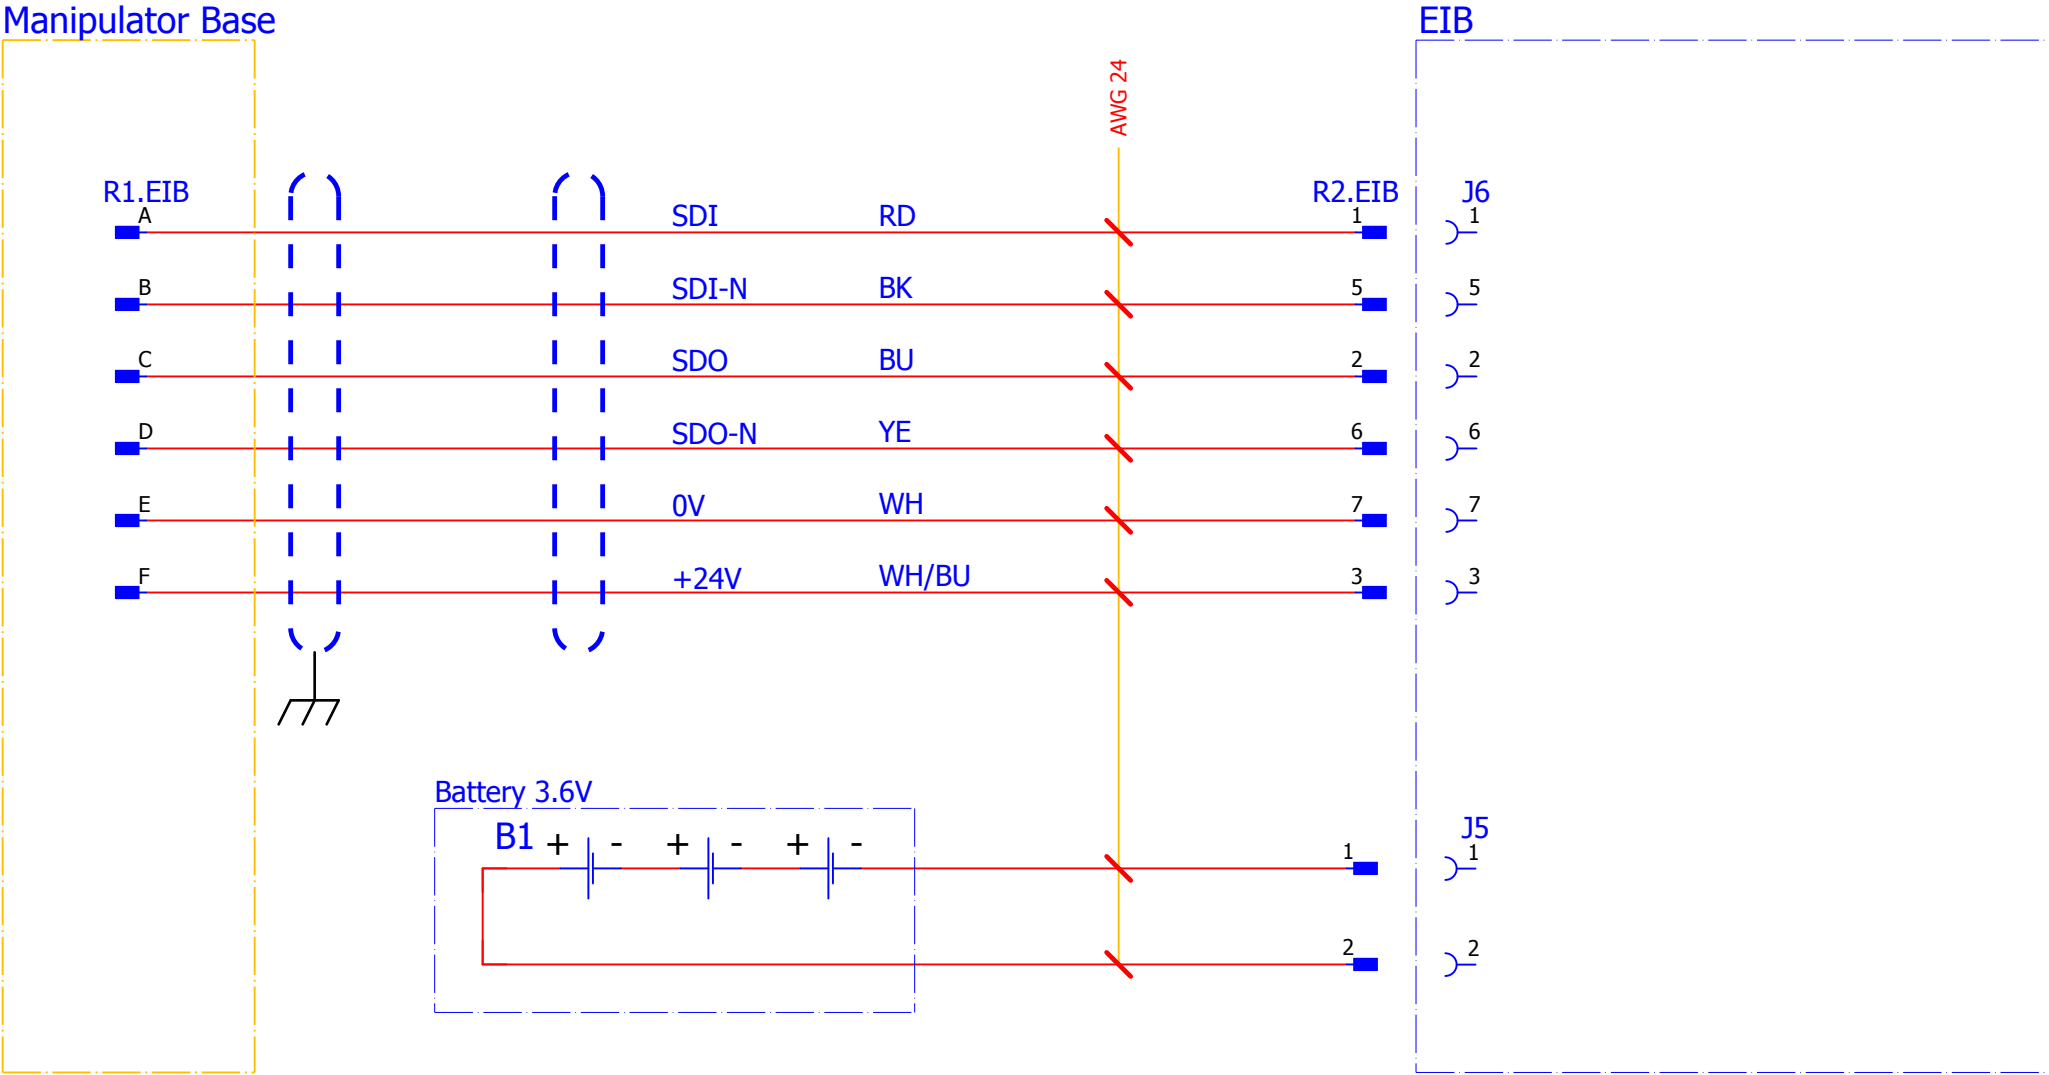 Manipulator Base
EIB
AWG 24
R1.EIB
R2.EIB
J6
A
SDI
RD
1
1
B
SDI-N
BK
5
5
C
SDO
BU
2
2
D
SDO-N
YE
6
6
E
0V
WH
7
7
F
+24V
WH/BU
3
3
Battery 3.6V
B1
+ - + - + -
J5
1
1
2
2